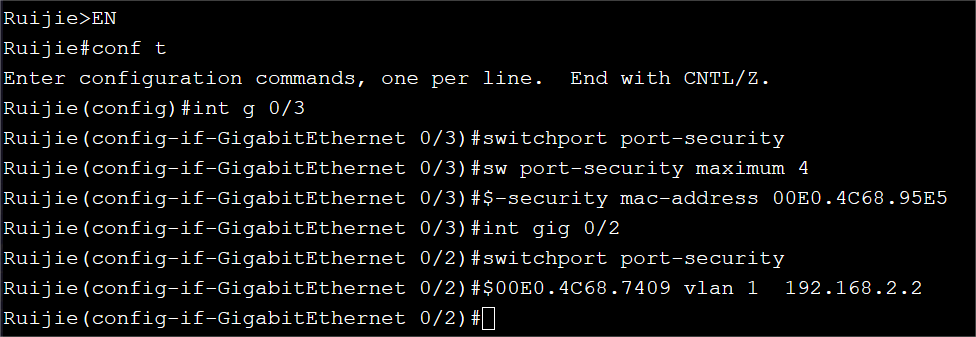 Ruijie>EN
Ruijie#conf t
Enter configuration commands, one per line.  End with CNTL/Z.
Ruijie(config)#int g 0/3
Ruijie(config-if-GigabitEthernet 0/3)#switchport port-security
Ruijie(config-if-GigabitEthernet 0/3)#sw port-security maximum 4
Ruijie(config-if-GigabitEthernet 0/3)#$-security mac-address 00E0.4C68.95E5
Ruijie(config-if-GigabitEthernet 0/3)#int gig 0/2
Ruijie(config-if-GigabitEthernet 0/2)#switchport port-security
Ruijie(config-if-GigabitEthernet 0/2)#$00E0.4C68.7409 vlan 1  192.168.2.2
Ruijie(config-if-GigabitEthernet 0/2)#